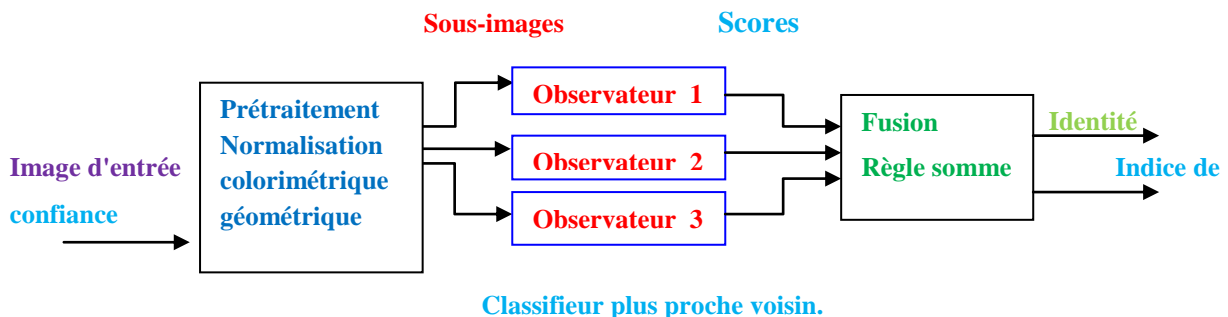 Sous-images
Scores
Prétraitement
Normalisation
colorimétrique
géométrique
Observateur 1
Observateur 2
Observateur 3
Fusion
Règle somme
Identité
Image d'entrée
Indice de
confiance
Classifieur plus proche voisin.